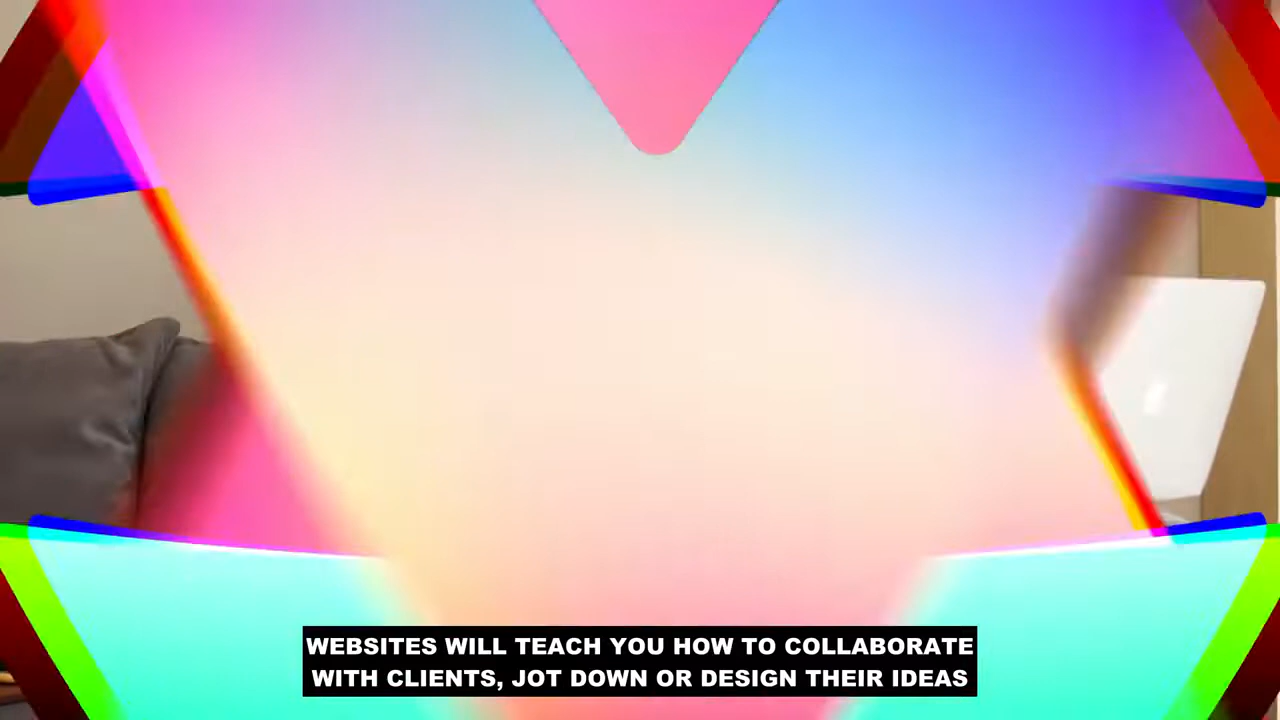 WEBSITES WILL TEACH YOU HOW TO COLLABORATE
WITH CLIENTS, JOT DOWN OR DESIGN THEIR IDEAS